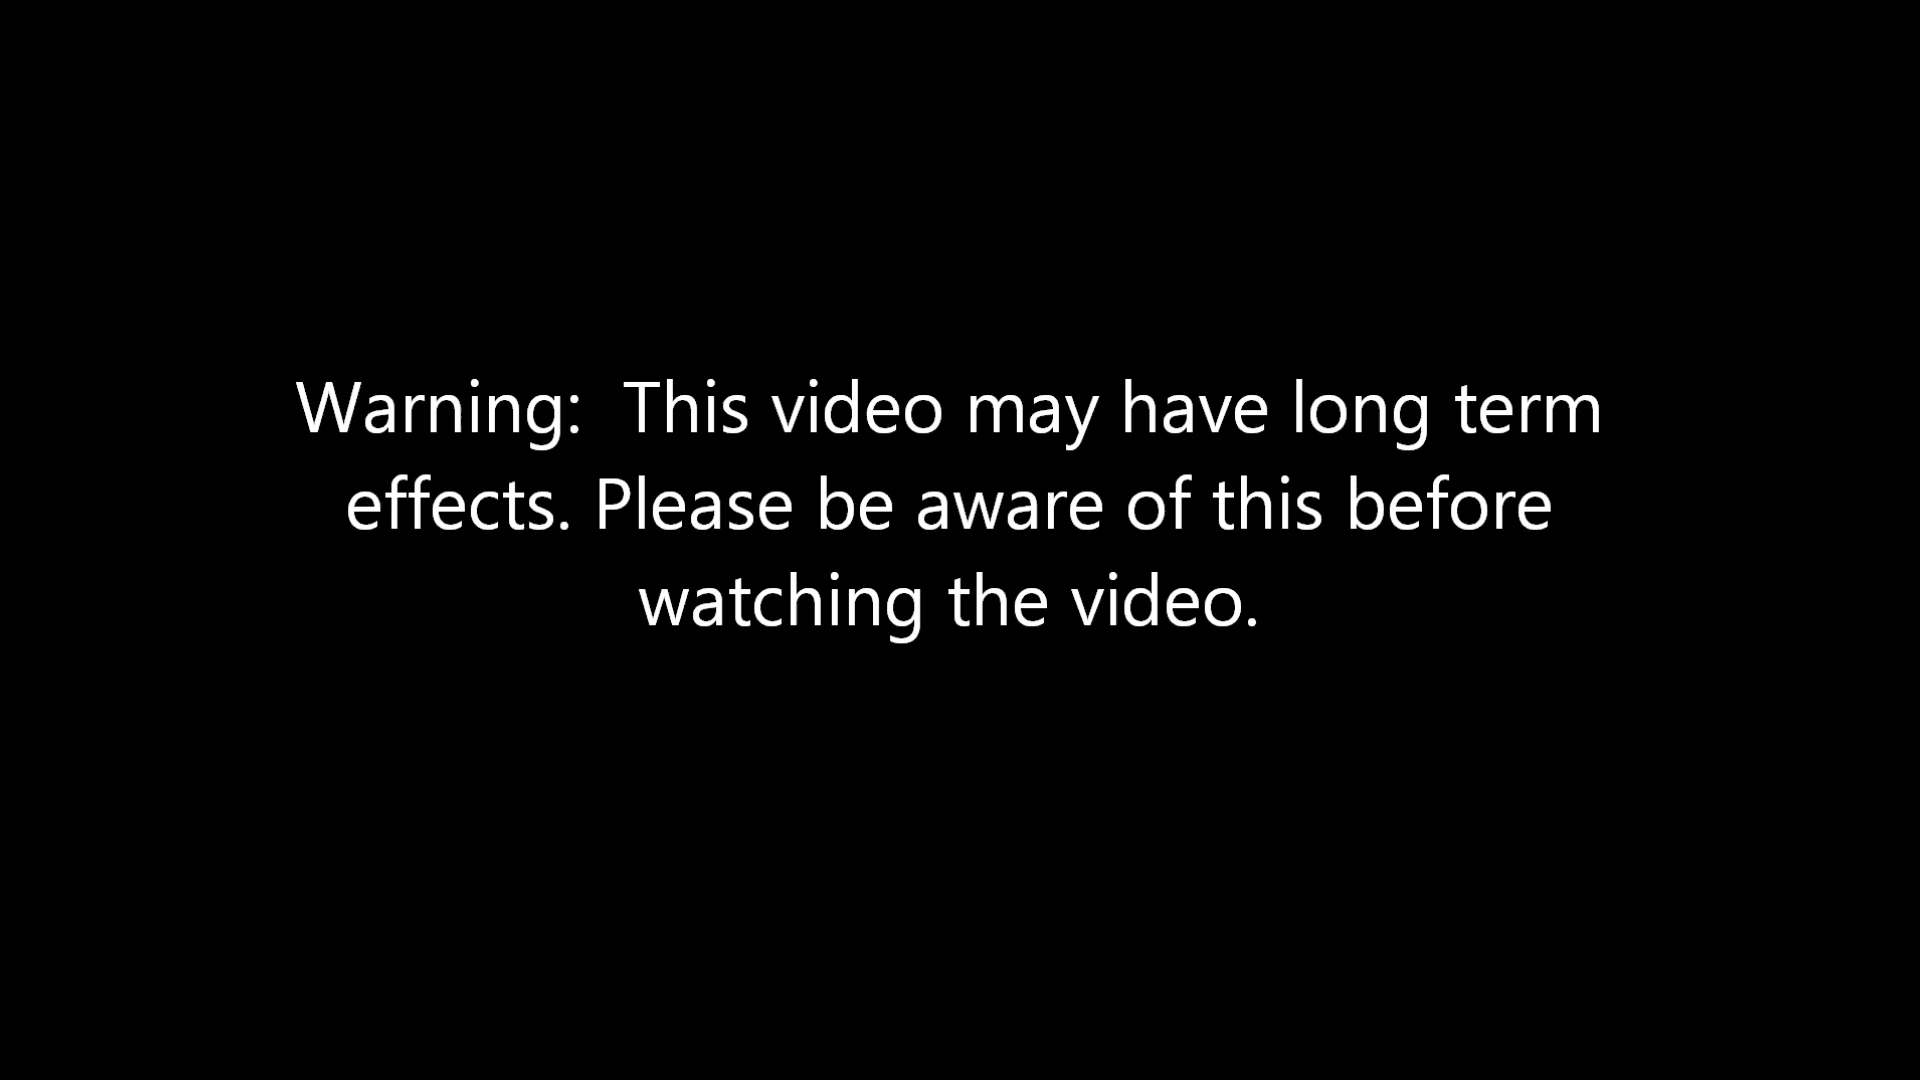 Warning:  This video may have long term
effects. Please be aware of this before
watching the video.